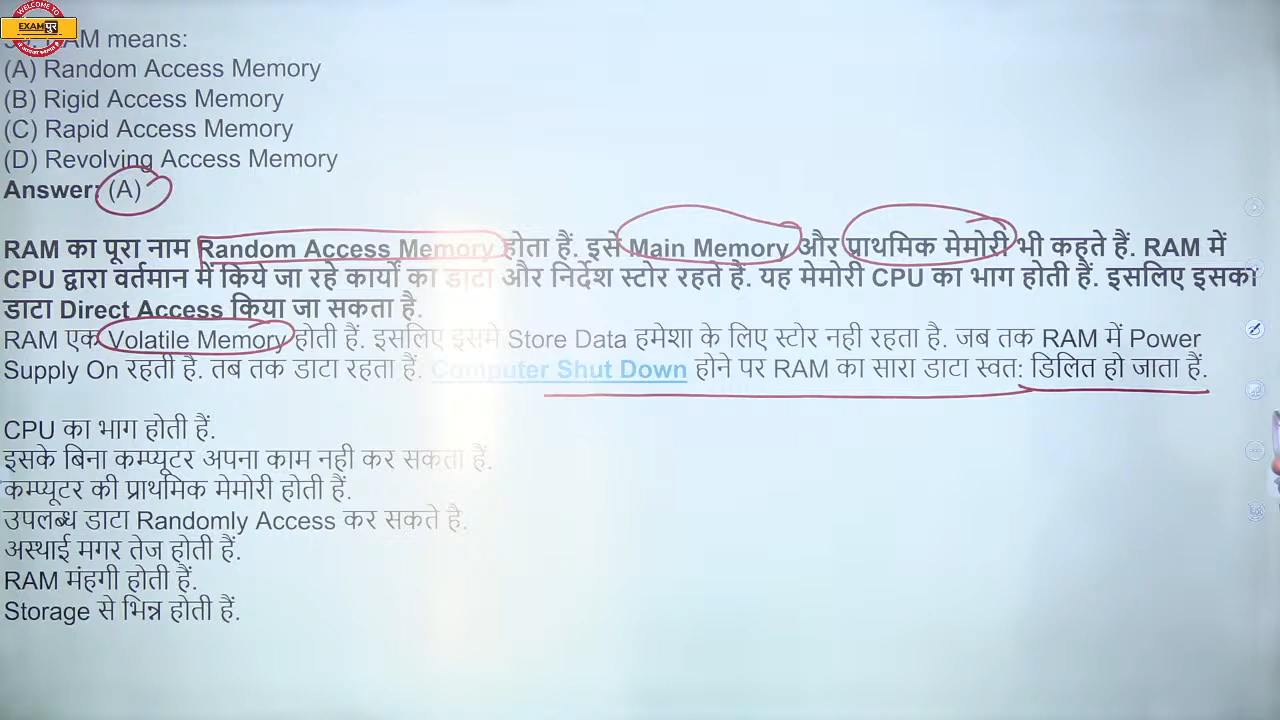 WELCOME TO
EXAMपुर
RAM means:
(A) Random Access Memory
(B) Rigid Access Memory
(C) Rapid Access Memory
(D) Revolving Access Memory
Answer: (A)
RAM का पूरा नाम Random Access Memory होता हैं. इसे Main Memory और प्राथमिक मेमोरी भी कहते हैं. RAM में
CPU द्वारा वर्तमान में किये जा रहे कार्यों का डाटा और निर्देश स्टोर रहते है. यह मेमोरी CPU का भाग होती हैं. इसलिए इसका
डाटा Direct Access किया जा सकता है.
RAM एक Volatile Memory होती हैं. इसलिए इसमे Store Data हमेशा के लिए स्टोर नही रहता है. जब तक RAM में Power
Supply On रहती है. तब तक डाटा रहता हैं. Computer Shut Down होने पर RAM का सारा डाटा स्वत: डिलित हो जाता हैं.
CPU का भाग होती हैं.
इसके बिना कम्प्यूटर अपना काम नही कर सकता हैं.
कम्प्यूटर की प्राथमिक मेमोरी होती हैं.
उपलब्ध डाटा Randomly Access कर सकते है.
अस्थाई मगर तेज होती हैं.
RAM मंहगी होती हैं.
Storage से भिन्न होती हैं.